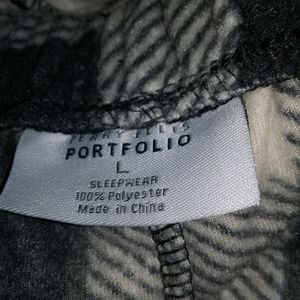 PERRY ELLIS
PORTFOLIO
L
SLEEPWEAR
100% Polyester
Made in China